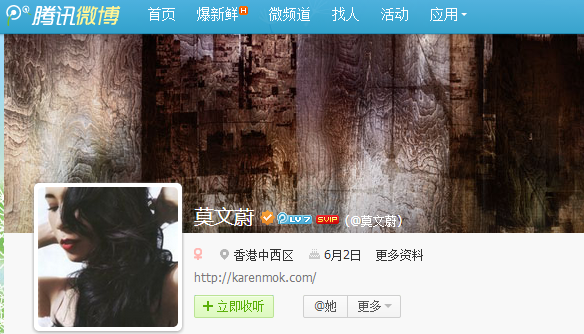 腾讯微博 首页 爆新鲜 H 微频道 找人 活动 应用
莫文蔚 LV.7 SVIP (@莫文蔚)
香港中西区 6月2日 更多资料
http://karenmok.com/
+ 立即收听 @她 更多